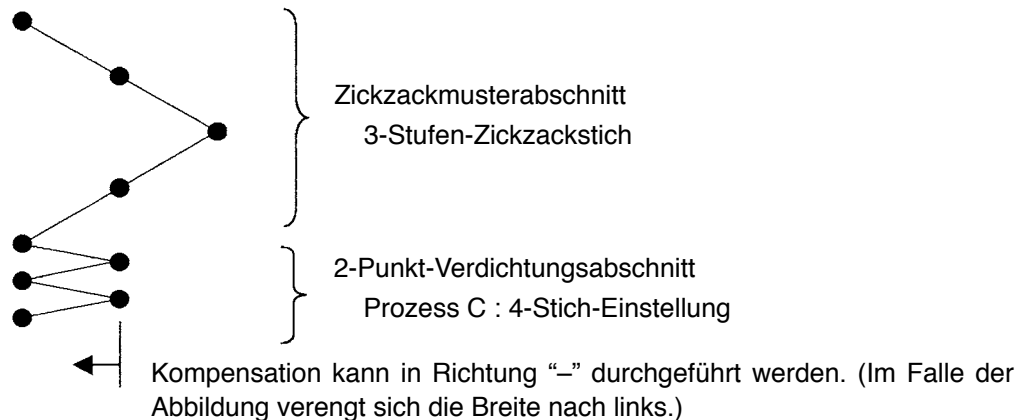 Zickzackmusterabschnitt
3-Stufen-Zickzackstich
2-Punkt-Verdichtungsabschnitt
Prozess C : 4-Stich-Einstellung
Kompensation kann in Richtung “–” durchgeführt werden. (Im Falle der
Abbildung verengt sich die Breite nach links.)